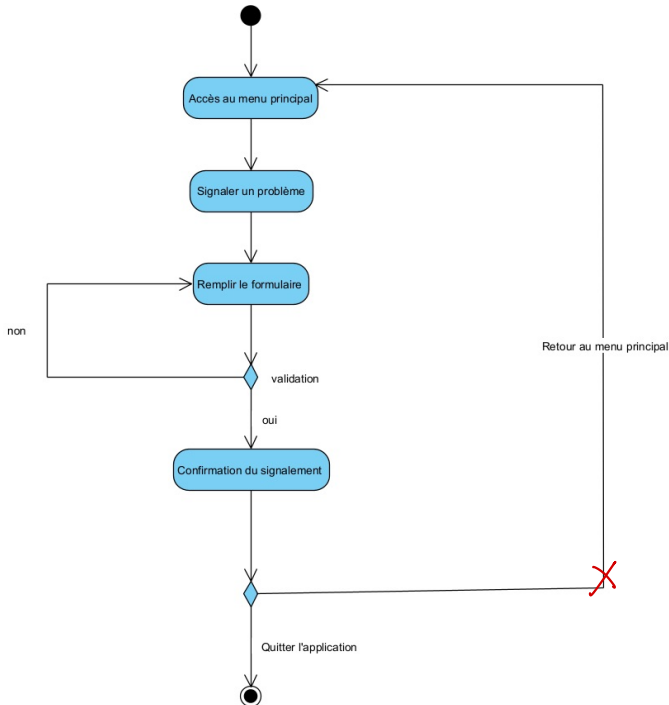 Accès au menu principal
Signaler un problème
Remplir le formulaire
non
Retour au menu principal
validation
oui
Confirmation du signalement
Quitter l'application